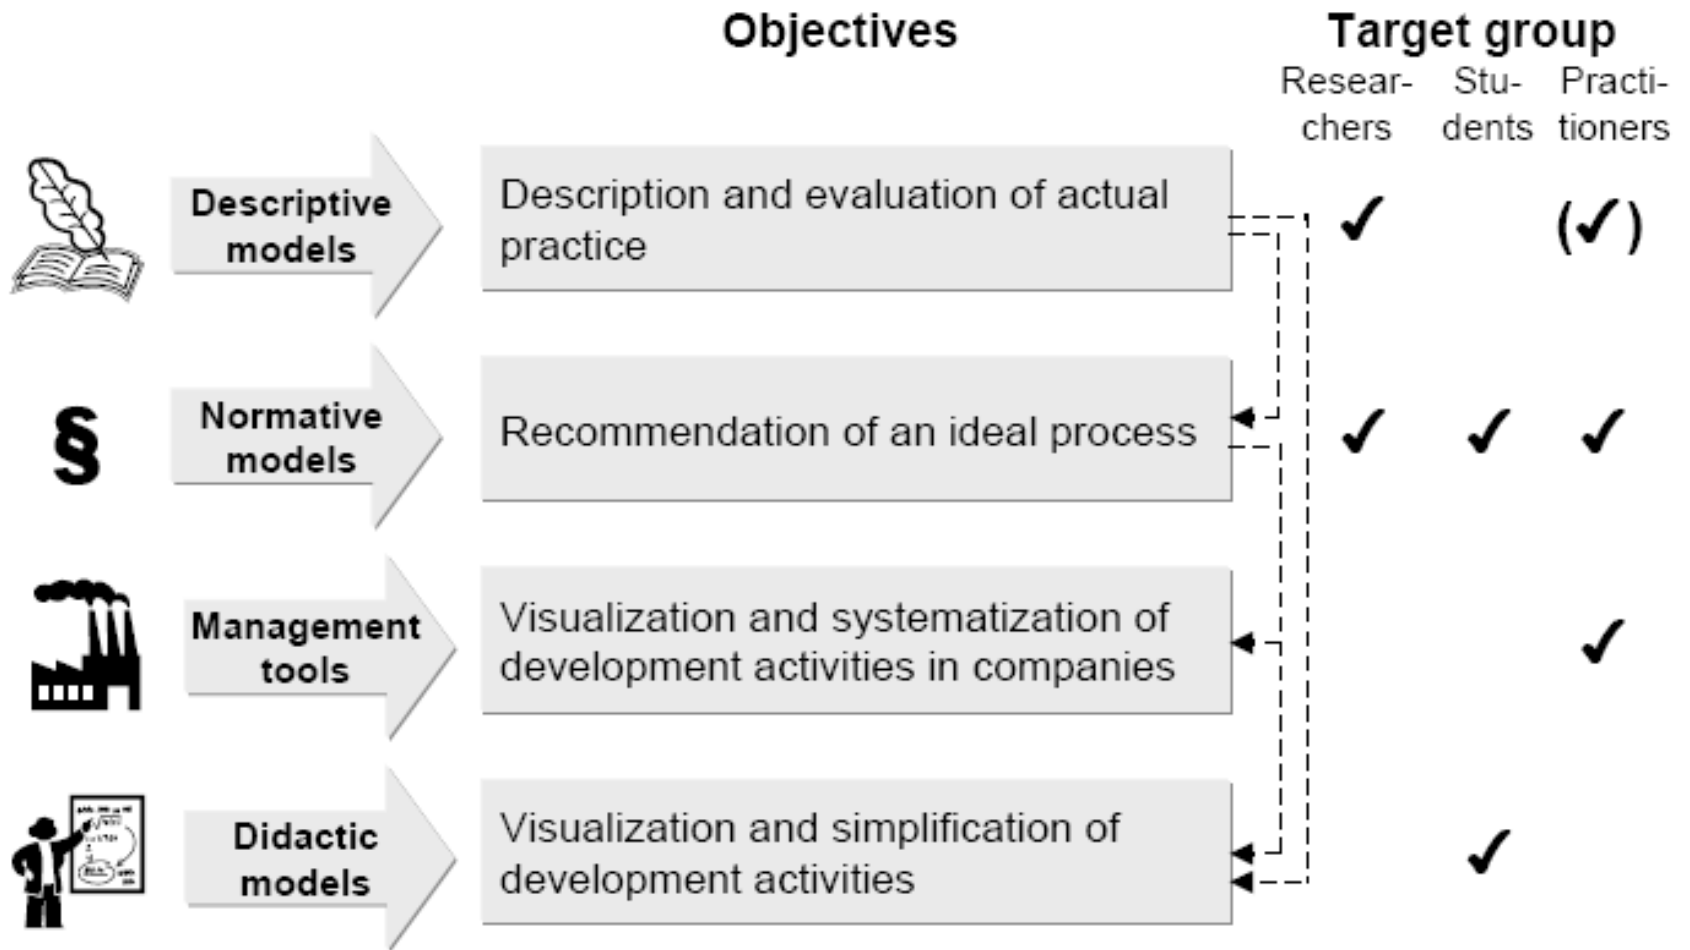 Objectives
Target group
Resear-
chers
Stu-
dents
Practi-
tioners
Descriptive
models
Description and evaluation of actual
practice
✓
(✓)
§
Normative
models
Recommendation of an ideal process
✓
✓
✓
Management
tools
Visualization and systematization of
development activities in companies
✓
Didactic
models
Visualization and simplification of
development activities
✓